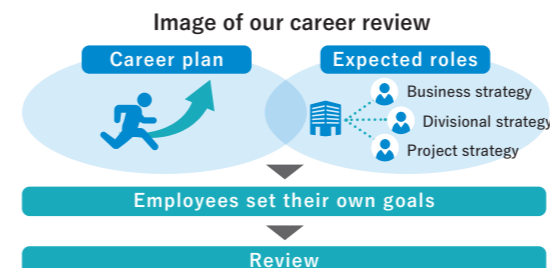 Image of our career review
Career plan
Expected roles
Business strategy
Divisional strategy
Project strategy
Employees set their own goals
Review